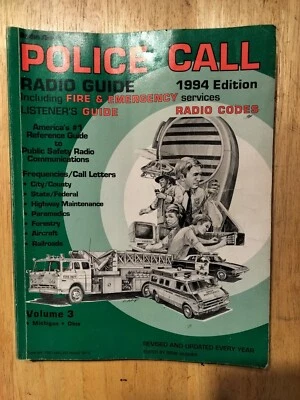 POLICE CALL
RADIO GUIDE 1994 Edition
including FIRE & EMERGENCY services
LISTENER'S GUIDE RADIO CODES
America's #1
Reference Guide
to
Public Safety Radio
Communications
Frequencies/Call Letters
• City/County
• State/Federal
• Highway Maintenance
• Paramedics
• Forestry
• Aircraft
• Railroads
Volume 3
• Michigan • Ohio
REVISED AND UPDATED EVERY YEAR